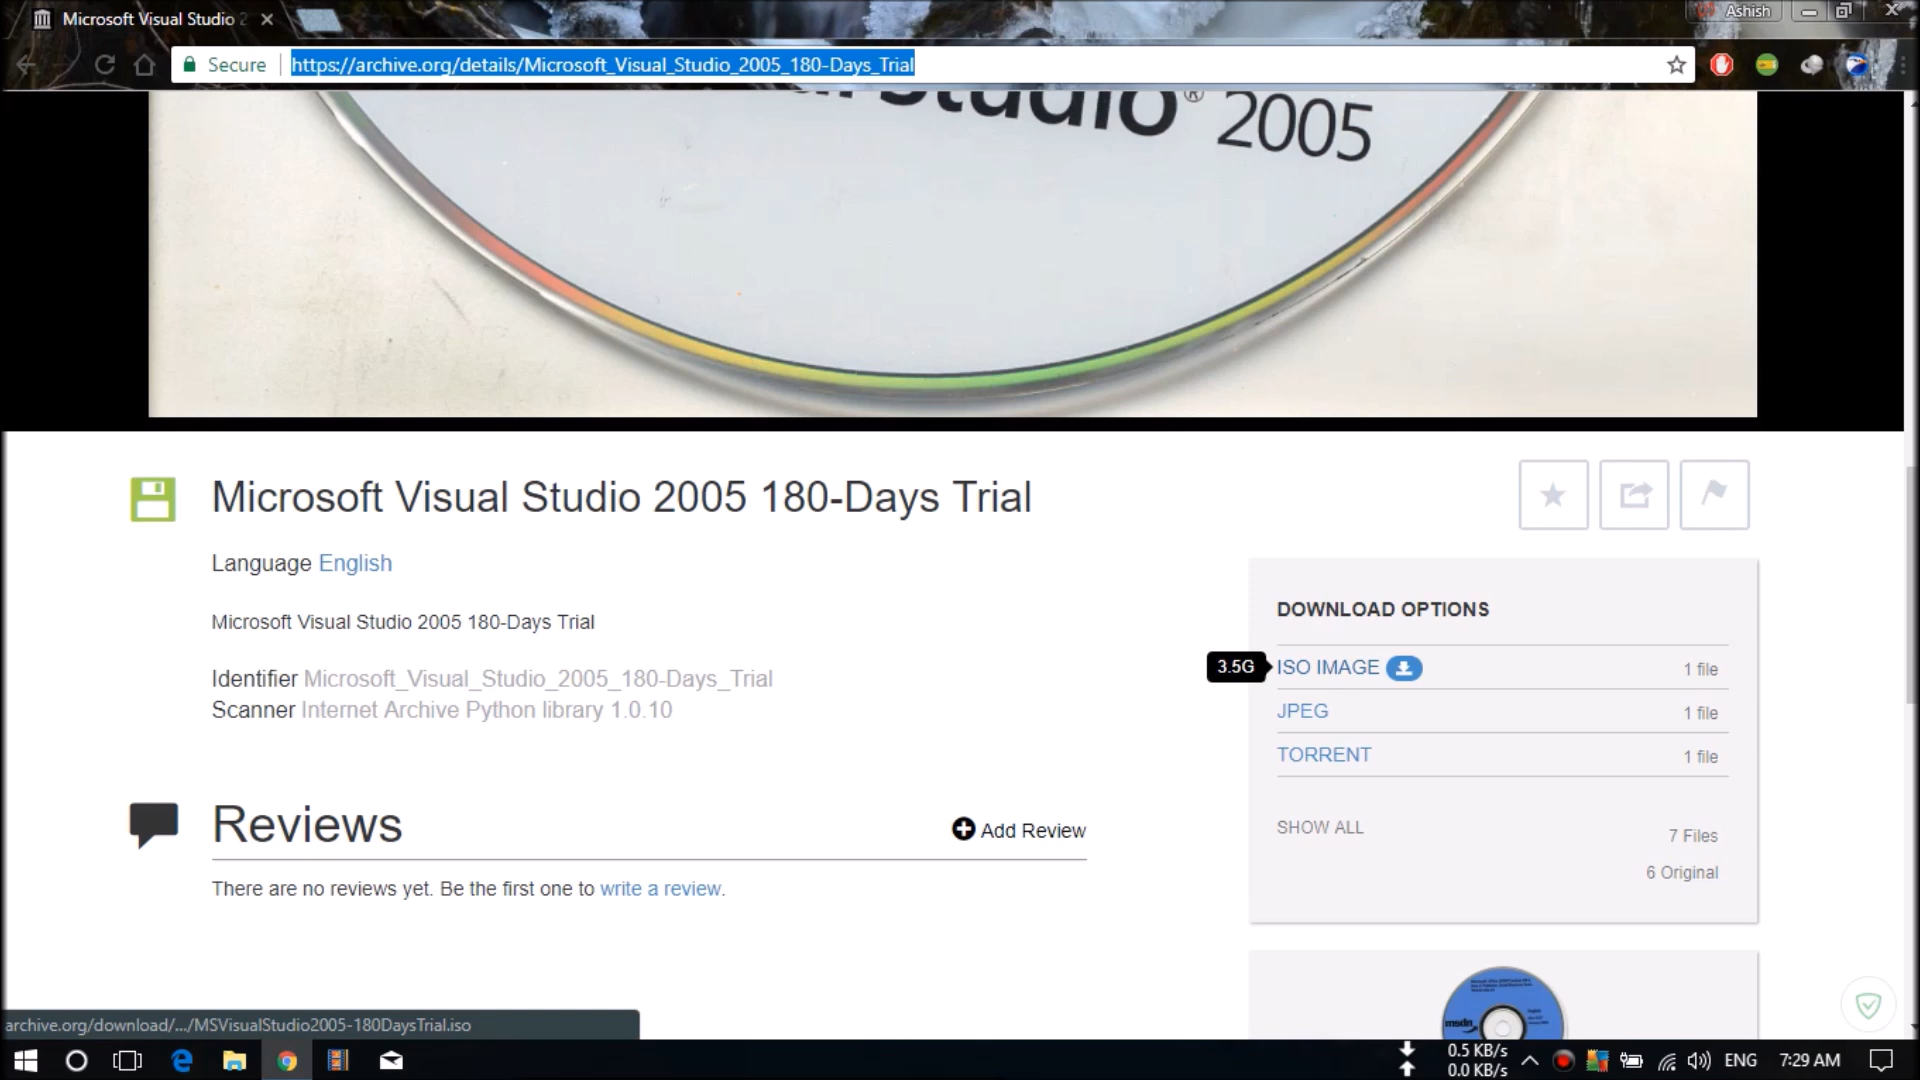 Microsoft Visual Studio 2
Ashish
Secure
https://archive.org/details/Microsoft_Visual_Studio_2005_180-Days_Trial
Studio® 2005
Microsoft Visual Studio 2005 180-Days Trial
Language English
Microsoft Visual Studio 2005 180-Days Trial
Identifier Microsoft_Visual_Studio_2005_180-Days_Trial
Scanner Internet Archive Python library 1.0.10
Reviews
Add Review
There are no reviews yet. Be the first one to write a review.
DOWNLOAD OPTIONS
3.5G
ISO IMAGE
1 file
JPEG
1 file
TORRENT
1 file
SHOW ALL
7 Files
6 Original
msdn
archive.org/download/.../MSVisualStudio2005-180DaysTrial.iso
0.5 KB/s
0.0 KB/s
ENG
7:29 AM